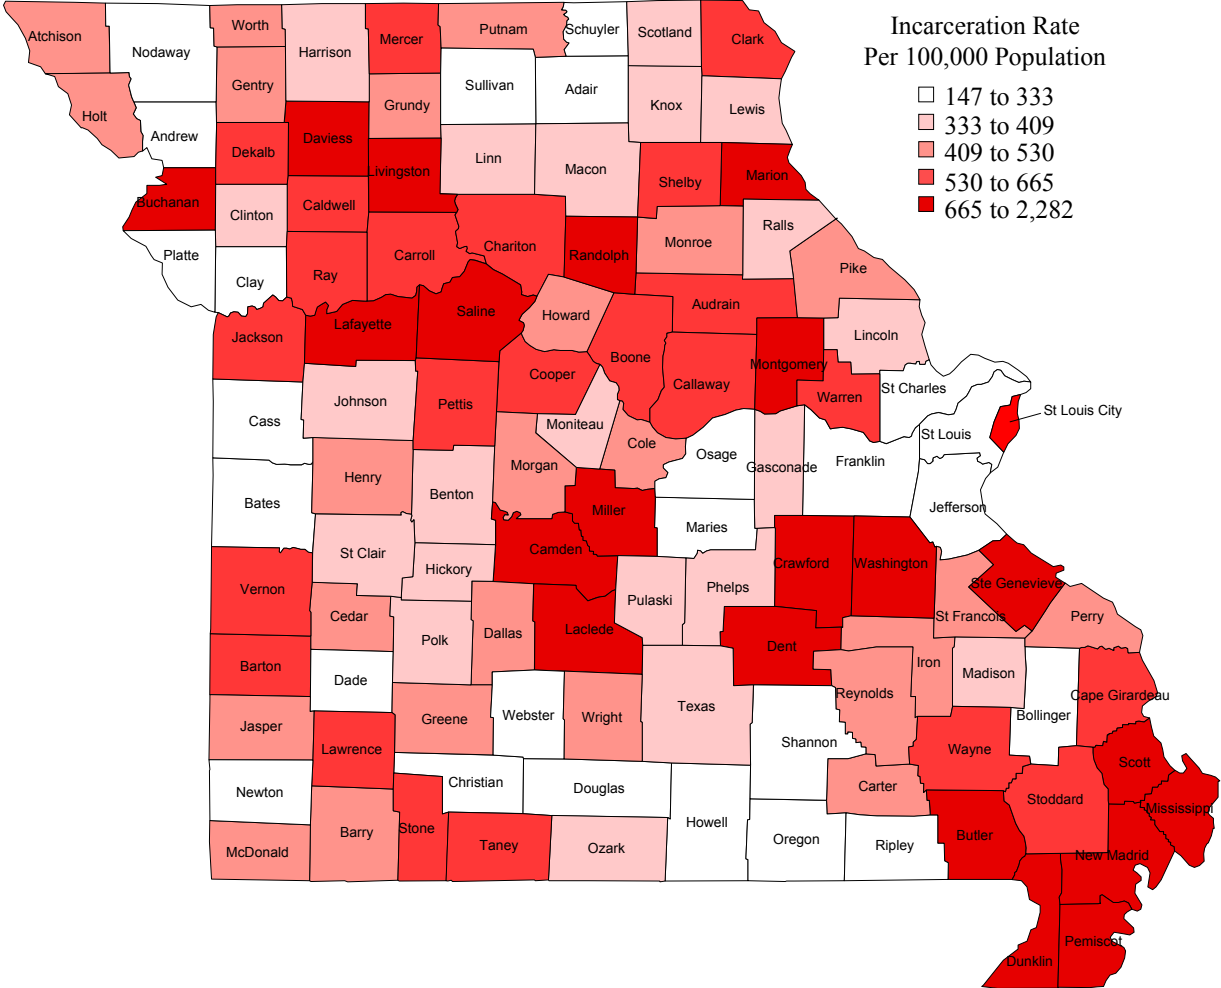 Incarceration Rate
Per 100,000 Population
147 to 333
333 to 409
409 to 530
530 to 665
665 to 2,282
Atchison
Nodaway
Worth
Harrison
Mercer
Putnam
Schuyler
Scotland
Clark
Holt
Andrew
Gentry
Grundy
Sullivan
Adair
Knox
Lewis
Dekalb
Daviess
Livingston
Linn
Macon
Shelby
Marion
Buchanan
Clinton
Caldwell
Chariton
Randolph
Monroe
Ralls
Pike
Platte
Clay
Ray
Carroll
Saline
Howard
Audrain
Lincoln
Jackson
Lafayette
Cooper
Boone
Callaway
Montgomery
Warren
St Charles
St Louis City
St Louis
Cass
Johnson
Pettis
Moniteau
Cole
Osage
Gasconade
Franklin
Jefferson
Bates
Henry
Benton
Morgan
Miller
Maries
St Clair
Hickory
Camden
Pulaski
Phelps
Crawford
Washington
Ste Genevieve
St Francois
Perry
Vernon
Cedar
Polk
Dallas
Laclede
Dent
Iron
Madison
Bollinger
Cape Girardeau
Barton
Dade
Greene
Webster
Wright
Texas
Shannon
Reynolds
Wayne
Scott
Jasper
Lawrence
Christian
Douglas
Howell
Carter
Stoddard
Mississippi
Newton
Stone
Taney
Ozark
Oregon
Ripley
Butler
New Madrid
McDonald
Barry
Pemiscot
Dunklin